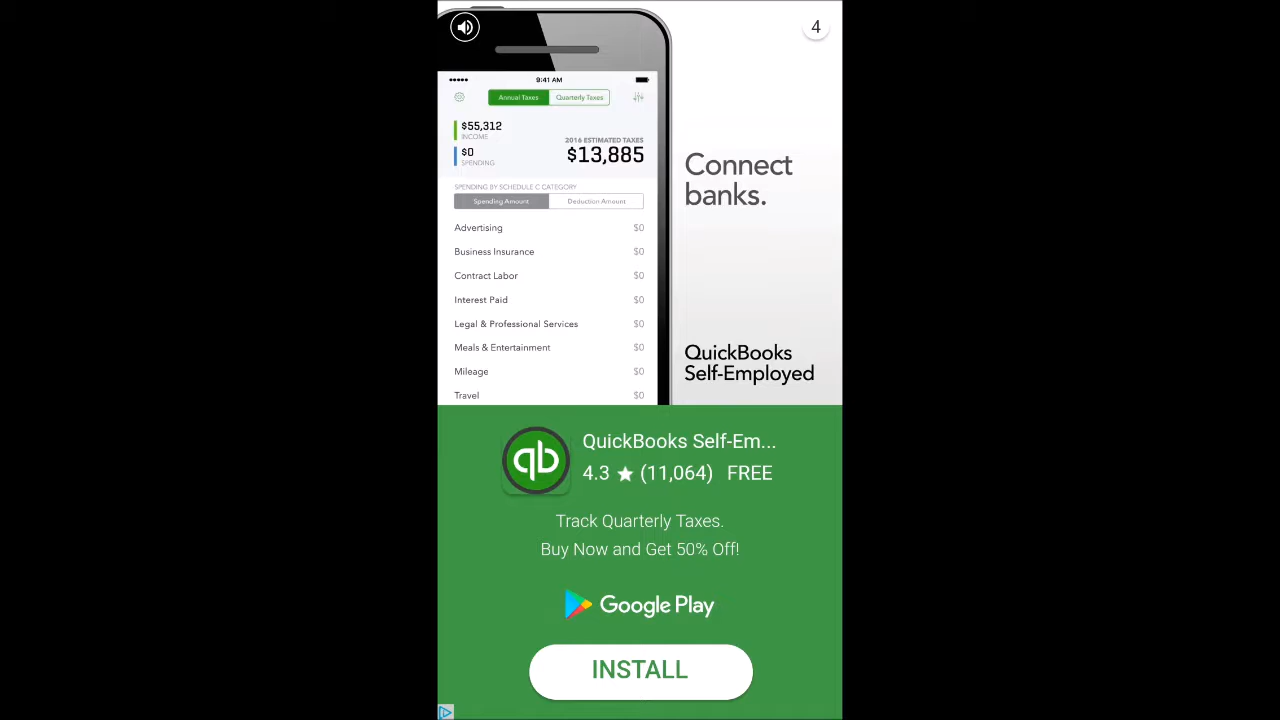 4
9:41 AM
Annual Taxes Quarterly Taxes
$55,312
INCOME
2016 ESTIMATED TAXES
$13,885
$0
SPENDING
SPENDING BY SCHEDULE C CATEGORY
Spending Amount Deduction Amount
Advertising $0
Business Insurance $0
Contract Labor $0
Interest Paid $0
Legal & Professional Services $0
Meals & Entertainment $0
Mileage $0
Travel $0
Connect
banks.
QuickBooks
Self-Employed
qb
QuickBooks Self-Em...
4.3 ★ (11,064) FREE
Track Quarterly Taxes.
Buy Now and Get 50% Off!
Google Play
INSTALL